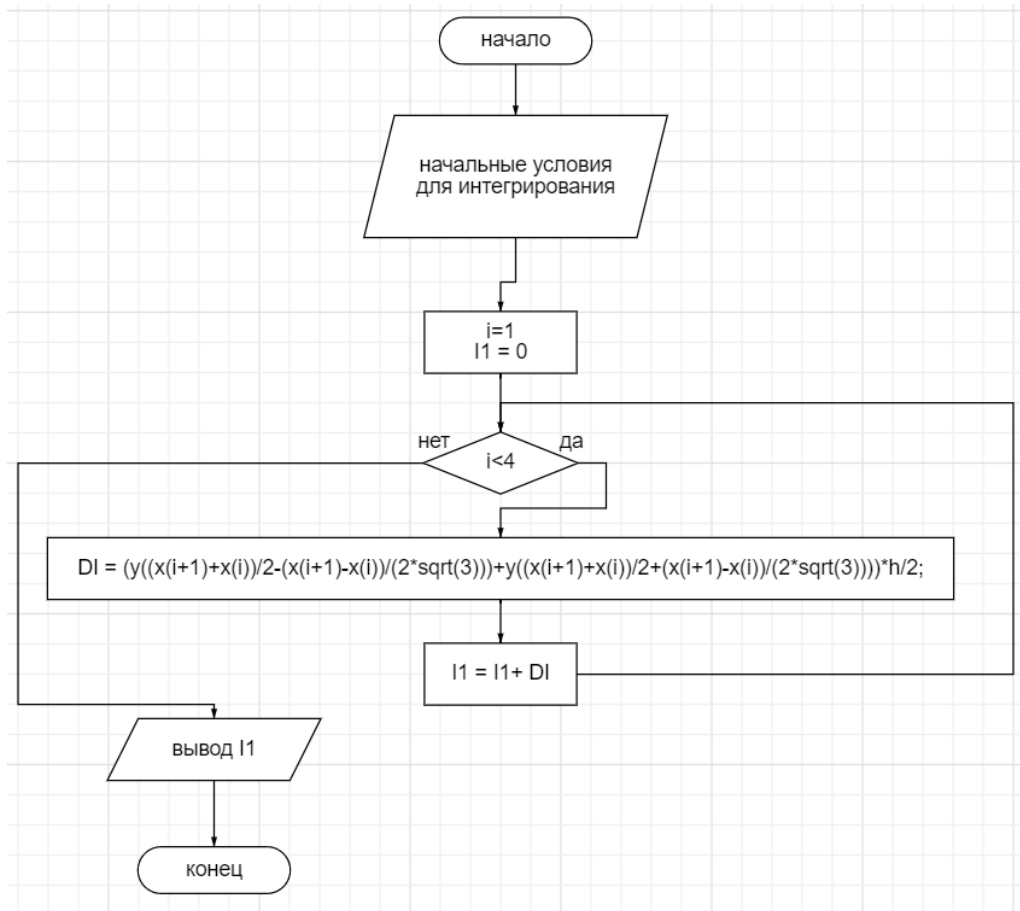 начало
начальные условия
для интегрирования
i=1
I1 = 0
нет
да
i<4
DI = (y((x(i+1)+x(i))/2-(x(i+1)-x(i))/(2*sqrt(3)))+y((x(i+1)+x(i))/2+(x(i+1)-x(i))/(2*sqrt(3))))*h/2;
I1 = I1+ DI
вывод I1
конец